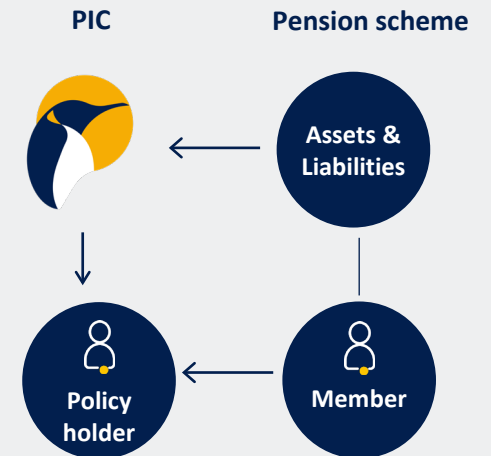 PIC
Pension scheme
Assets &
Liabilities
Policy
holder
Member